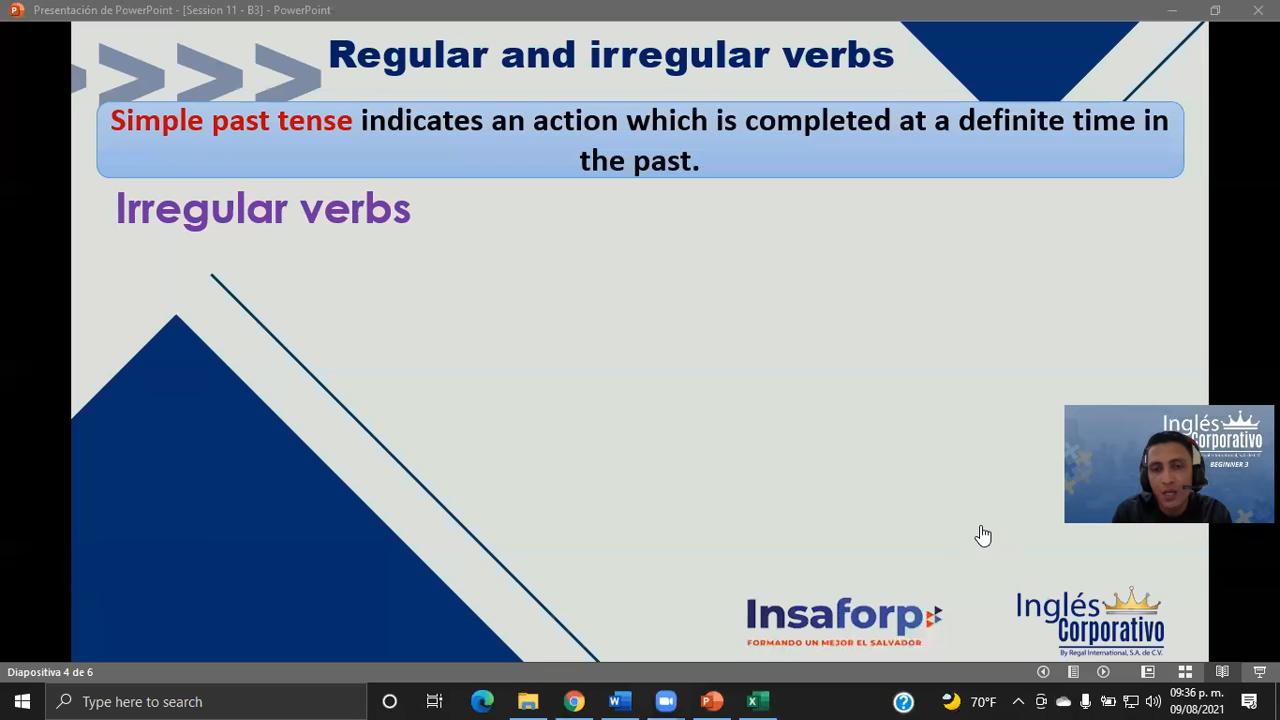 Presentación de PowerPoint - [Session 11 - B3] - PowerPoint
Regular and irregular verbs
Simple past tense indicates an action which is completed at a definite time in
the past.
Irregular verbs
Inglés
Corporativo
BEGINNER 3
Insaforp
FORMANDO UN MEJOR EL SALVADOR
Inglés
Corporativo
By Regal International, S.A. de C.V.
Diapositiva 4 de 6
Type here to search
70°F
09:36 p. m.
09/08/2021